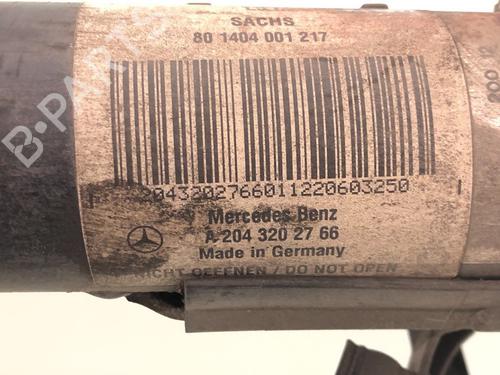 SACHS
80 1404 001 217
2043202766011220603250
Mercedes Benz
A 204 320 27 66
Made in Germany
NICHT OEFFNEN / DO NOT OPEN